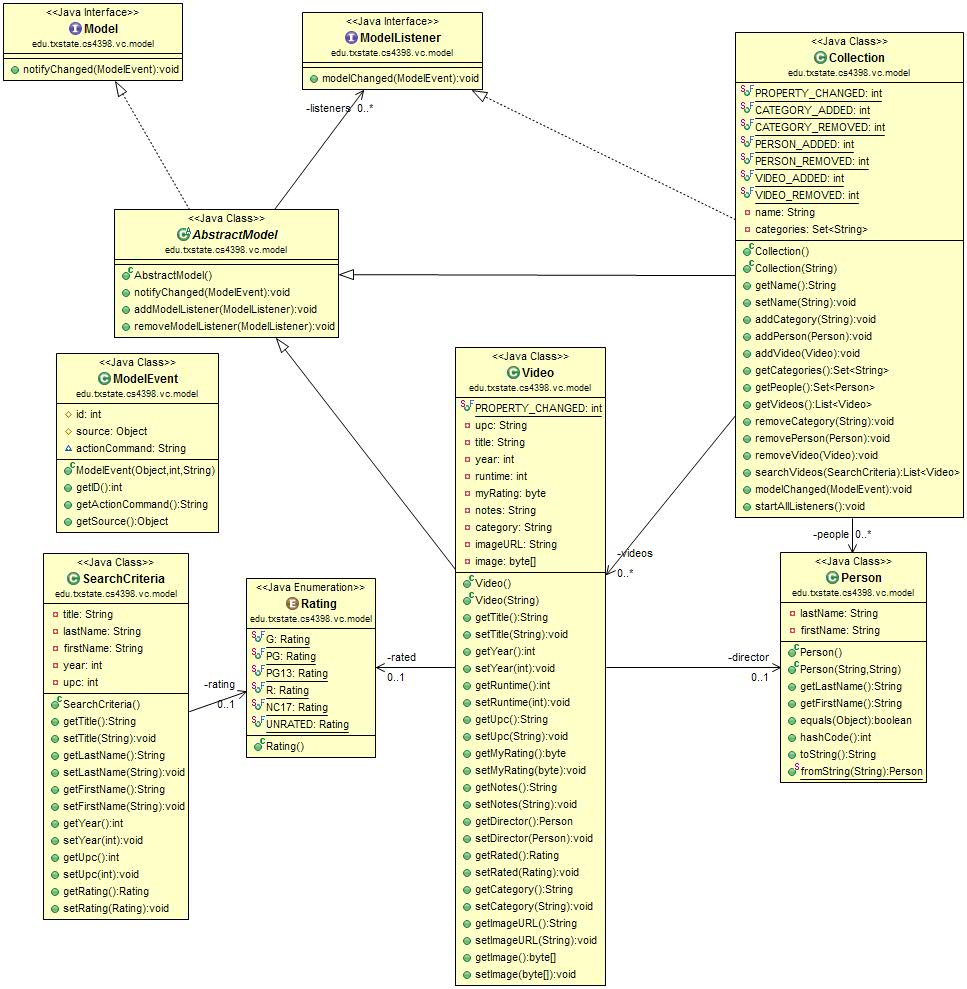 <<Java Interface>>
Model
edu.txstate.cs4398.vc.model
notifyChanged(ModelEvent):void
<<Java Interface>>
ModelListener
edu.txstate.cs4398.vc.model
modelChanged(ModelEvent):void
-listeners 0..*
<<Java Class>>
Collection
edu.txstate.cs4398.vc.model
PROPERTY_CHANGED: int
CATEGORY_ADDED: int
CATEGORY_REMOVED: int
PERSON_ADDED: int
PERSON_REMOVED: int
VIDEO_ADDED: int
VIDEO_REMOVED: int
name: String
categories: Set<String>
Collection()
Collection(String)
getName():String
setName(String):void
addCategory(String):void
addPerson(Person):void
addVideo(Video):void
getCategories():Set<String>
getPeople():Set<Person>
getVideos():List<Video>
removeCategory(String):void
removePerson(Person):void
removeVideo(Video):void
searchVideos(SearchCriteria):List<Video>
modelChanged(ModelEvent):void
startAllListeners():void
<<Java Class>>
AbstractModel
edu.txstate.cs4398.vc.model
AbstractModel()
notifyChanged(ModelEvent):void
addModelListener(ModelListener):void
removeModelListener(ModelListener):void
<<Java Class>>
ModelEvent
edu.txstate.cs4398.vc.model
id: int
source: Object
actionCommand: String
ModelEvent(Object,int,String)
getID():int
getActionCommand():String
getSource():Object
<<Java Class>>
Video
edu.txstate.cs4398.vc.model
PROPERTY_CHANGED: int
upc: String
title: String
year: int
runtime: int
myRating: byte
notes: String
category: String
imageURL: String
image: byte[]
Video()
Video(String)
getTitle():String
setTitle(String):void
getYear():int
setYear(int):void
getRuntime():int
setRuntime(int):void
getUpc():String
setUpc(String):void
getMyRating():byte
setMyRating(byte):void
getNotes():String
setNotes(String):void
getDirector():Person
setDirector(Person):void
getRated():Rating
setRated(Rating):void
getCategory():String
setCategory(String):void
getImageURL():String
setImageURL(String):void
getImage():byte[]
setImage(byte[]):void
-videos
0..*
-people 0..*
<<Java Class>>
Person
edu.txstate.cs4398.vc.model
lastName: String
firstName: String
Person()
Person(String,String)
getLastName():String
getFirstName():String
equals(Object):boolean
hashCode():int
toString():String
fromString(String):Person
-director
0..1
-rated
0..1
<<Java Class>>
SearchCriteria
edu.txstate.cs4398.vc.model
title: String
lastName: String
firstName: String
year: int
upc: int
SearchCriteria()
getTitle():String
setTitle(String):void
getLastName():String
setLastName(String):void
getFirstName():String
setFirstName(String):void
getYear():int
setYear(int):void
getUpc():int
setUpc(int):void
getRating():Rating
setRating(Rating):void
-rating
0..1
<<Java Enumeration>>
Rating
edu.txstate.cs4398.vc.model
G: Rating
PG: Rating
PG13: Rating
R: Rating
NC17: Rating
UNRATED: Rating
Rating()